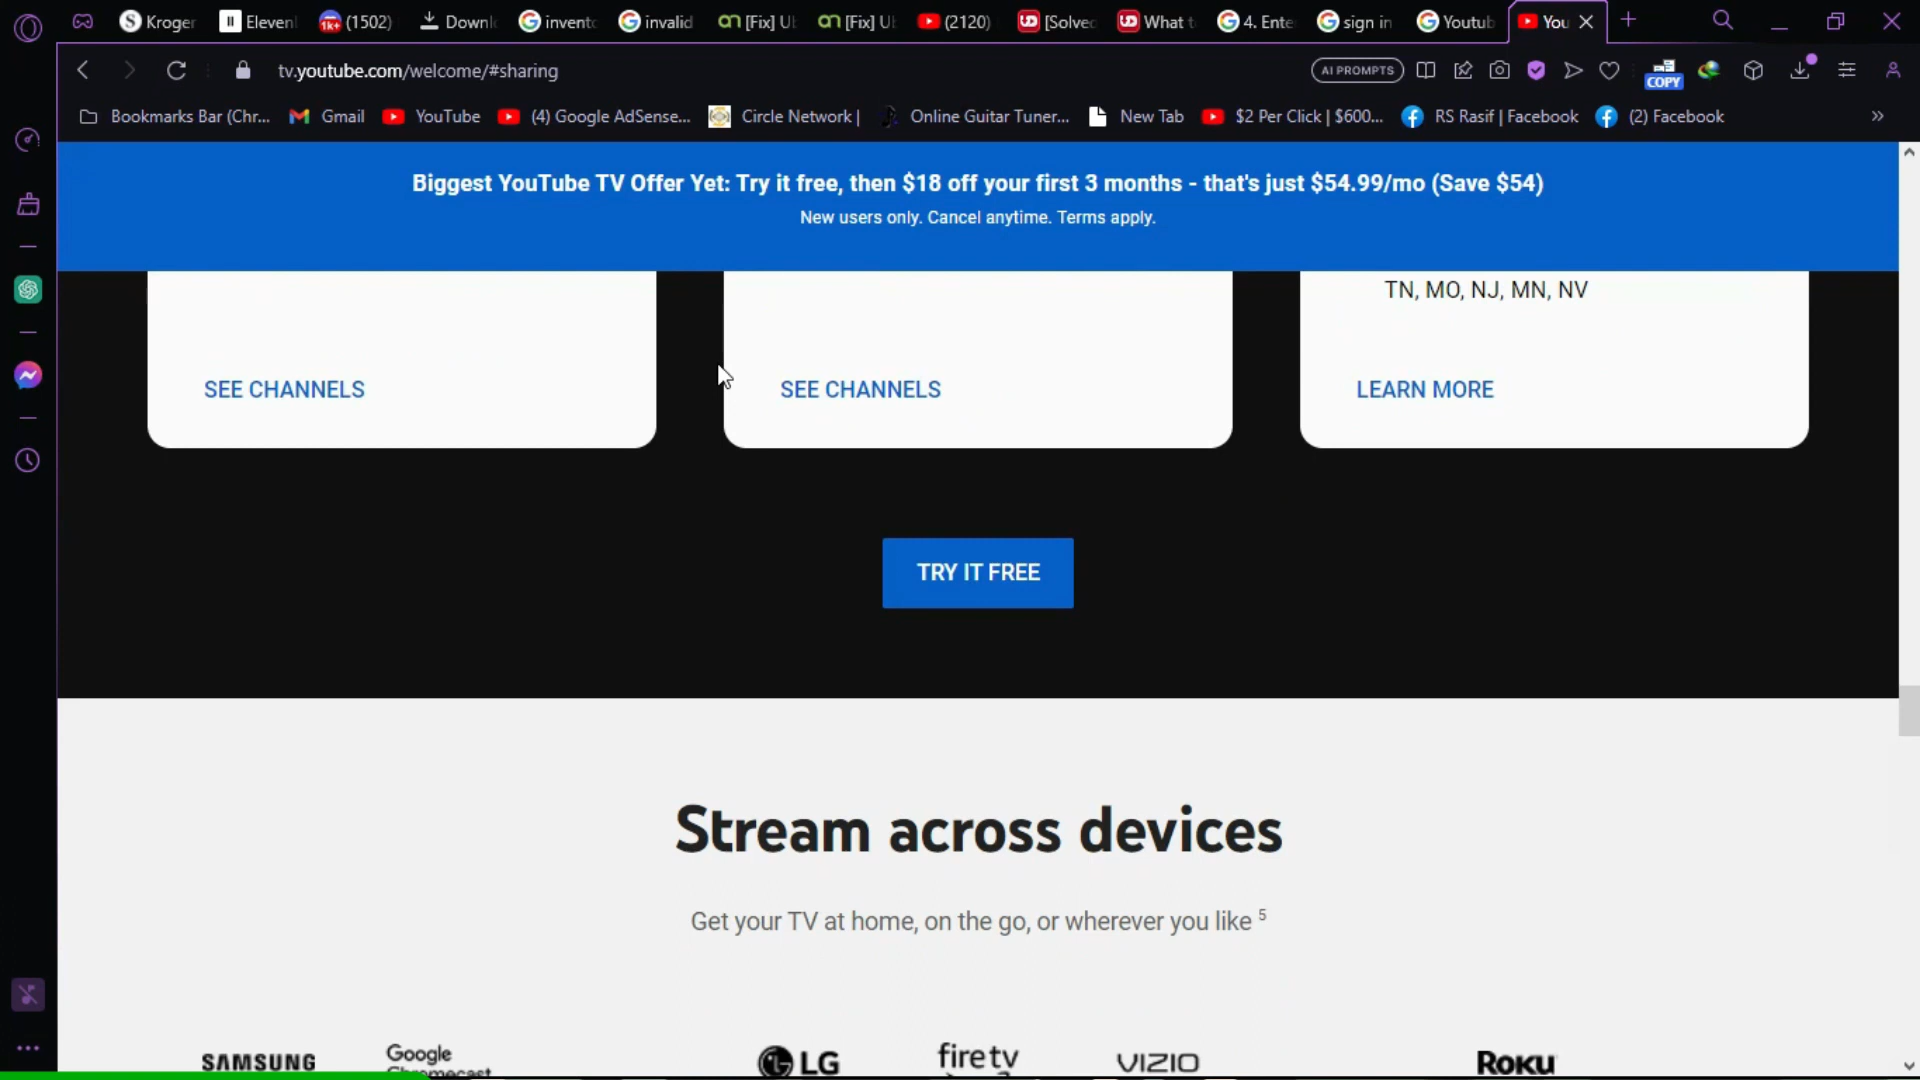 Kroger
Eleven
(1502)
Downl
invento
invalid
[Fix] U
[Fix] U
(2120)
[Solved
What t
4. Ente
sign in
Youtub
You
tv.youtube.com/welcome/#sharing
AI PROMPTS
COPY
Bookmarks Bar (Chr...
Gmail
YouTube
(4) Google AdSense...
Circle Network |
Online Guitar Tuner...
New Tab
$2 Per Click | $600...
RS Rasif | Facebook
(2) Facebook
Biggest YouTube TV Offer Yet: Try it free, then $18 off your first 3 months - that's just $54.99/mo (Save $54)
New users only. Cancel anytime. Terms apply.
TN, MO, NJ, MN, NV
SEE CHANNELS
SEE CHANNELS
LEARN MORE
TRY IT FREE
Stream across devices
Get your TV at home, on the go, or wherever you like 5
SAMSUNG
Google
Chromecast
LG
fire tv
VIZIO
ROKU